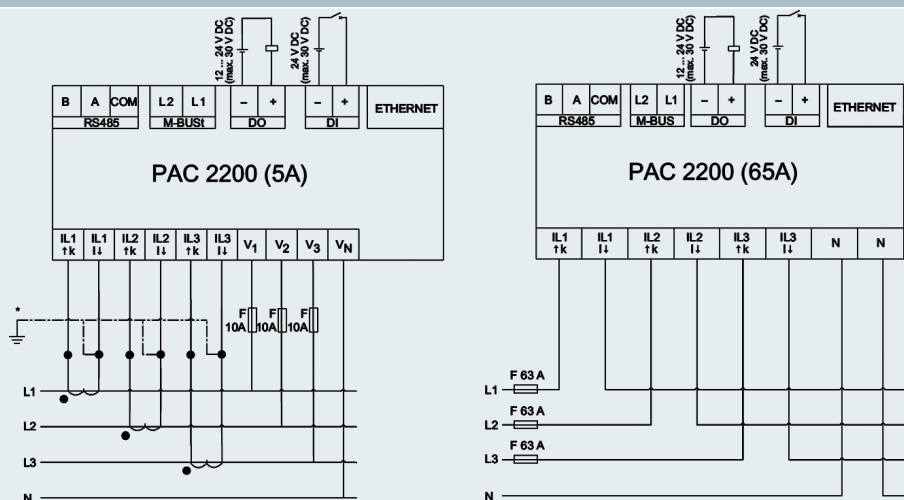 12 ... 24 V DC
(max. 30 V DC)
24 V DC
(max. 30 V DC)
B A COM L2 L1 – + – + ETHERNET
RS485 M-BUSt DO DI
PAC 2200 (5A)
IL1 IL1 IL2 IL2 IL3 IL3 V1 V2 V3 VN
↑k l↓ ↑k l↓ ↑k l↓
*
F F F
10A 10A 10A
L1
L2
L3
N
12 ... 24 V DC
(max. 30 V DC)
24 V DC
(max. 30 V DC)
B A COM L2 L1 – + – + ETHERNET
RS485 M-BUS DO DI
PAC 2200 (65A)
IL1 IL1 IL2 IL2 IL3 IL3 N N
↑k l↓ ↑k l↓ ↑k l↓
F 63 A
L1
F 63 A
L2
F 63 A
L3
N